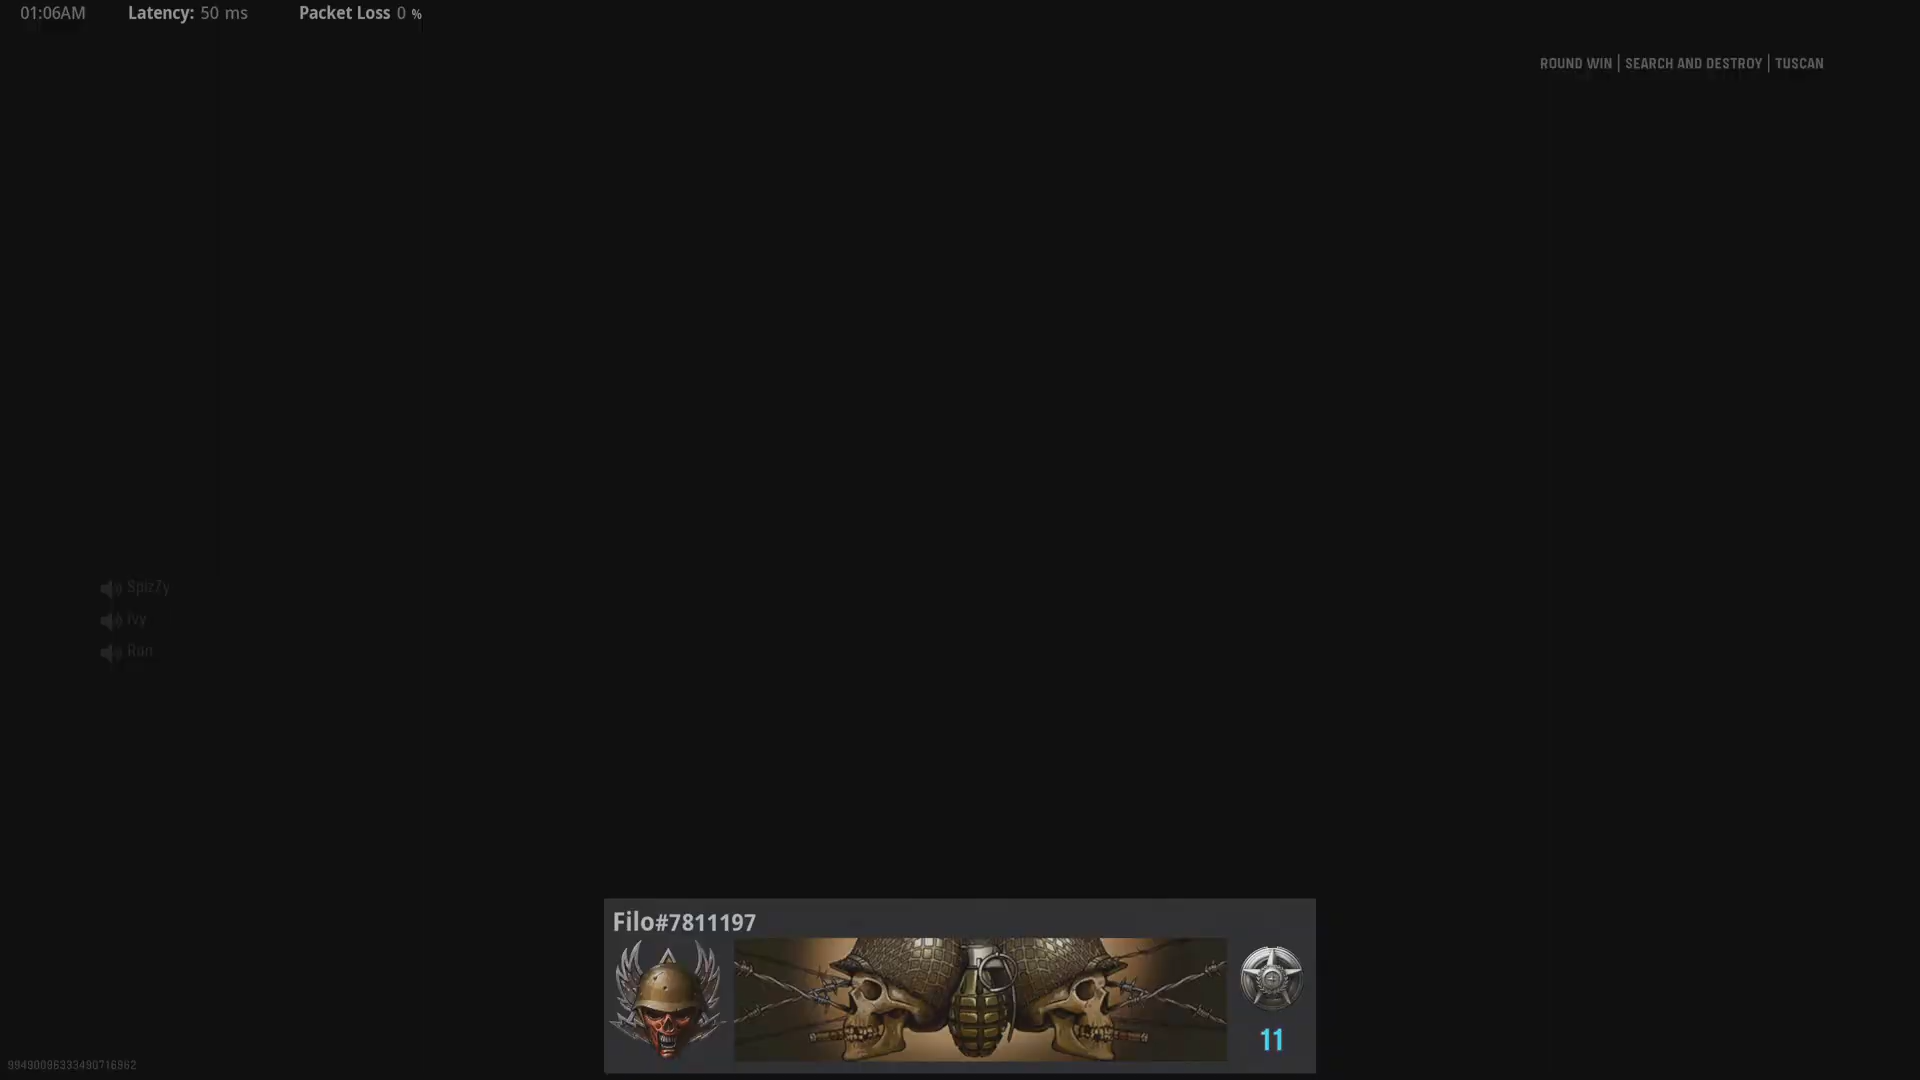 01:06AM Latency: 50 ms Packet Loss 0 %
ROUND WIN | SEARCH AND DESTROY | TUSCAN
SpizZy
Ivy
Ran
Filo#7811197
11